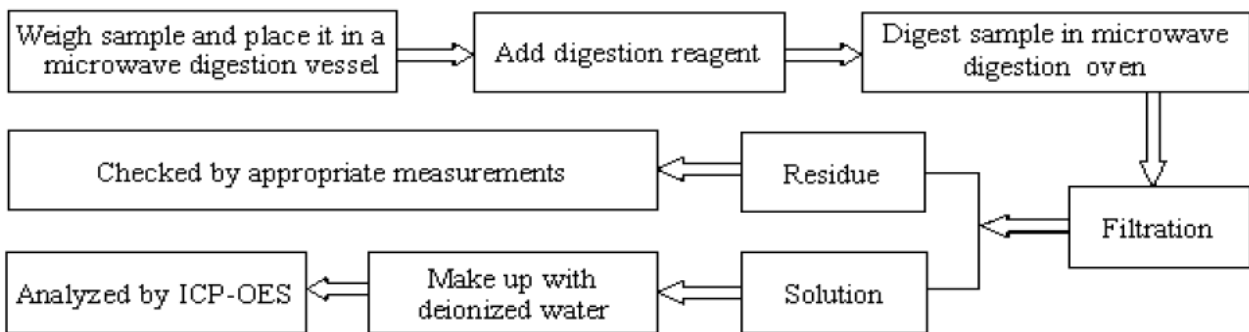 Weigh sample and place it in a
microwave digestion vessel
Add digestion reagent
Digest sample in microwave
digestion oven
Filtration
Residue
Checked by appropriate measurements
Solution
Make up with
deionized water
Analyzed by ICP-OES